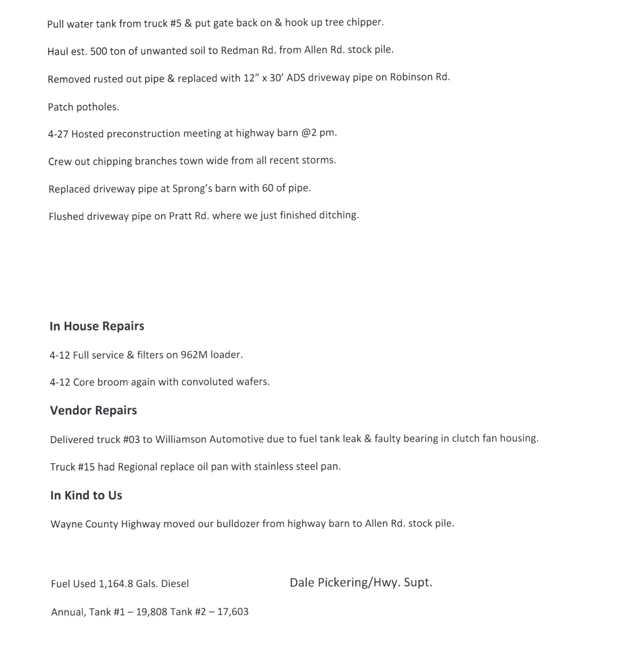 Pull water tank from truck #5 & put gate back on & hook up tree chipper.
Haul est. 500 ton of unwanted soil to Redman Rd. from Allen Rd. stock pile.
Removed rusted out pipe & replaced with 12” x 30’ ADS driveway pipe on Robinson Rd.
Patch potholes.
4-27 Hosted preconstruction meeting at highway barn @2 pm.
Crew out chipping branches town wide from all recent storms.
Replaced driveway pipe at Sprong’s barn with 60 of pipe.
Flushed driveway pipe on Pratt Rd. where we just finished ditching.
In House Repairs
4-12 Full service & filters on 962M loader.
4-12 Core broom again with convoluted wafers.
Vendor Repairs
Delivered truck #03 to Williamson Automotive due to fuel tank leak & faulty bearing in clutch fan housing.
Truck #15 had Regional replace oil pan with stainless steel pan.
In Kind to Us
Wayne County Highway moved our bulldozer from highway barn to Allen Rd. stock pile.
Fuel Used 1,164.8 Gals. Diesel Dale Pickering/Hwy. Supt.
Annual, Tank #1 – 19,808 Tank #2 – 17,603